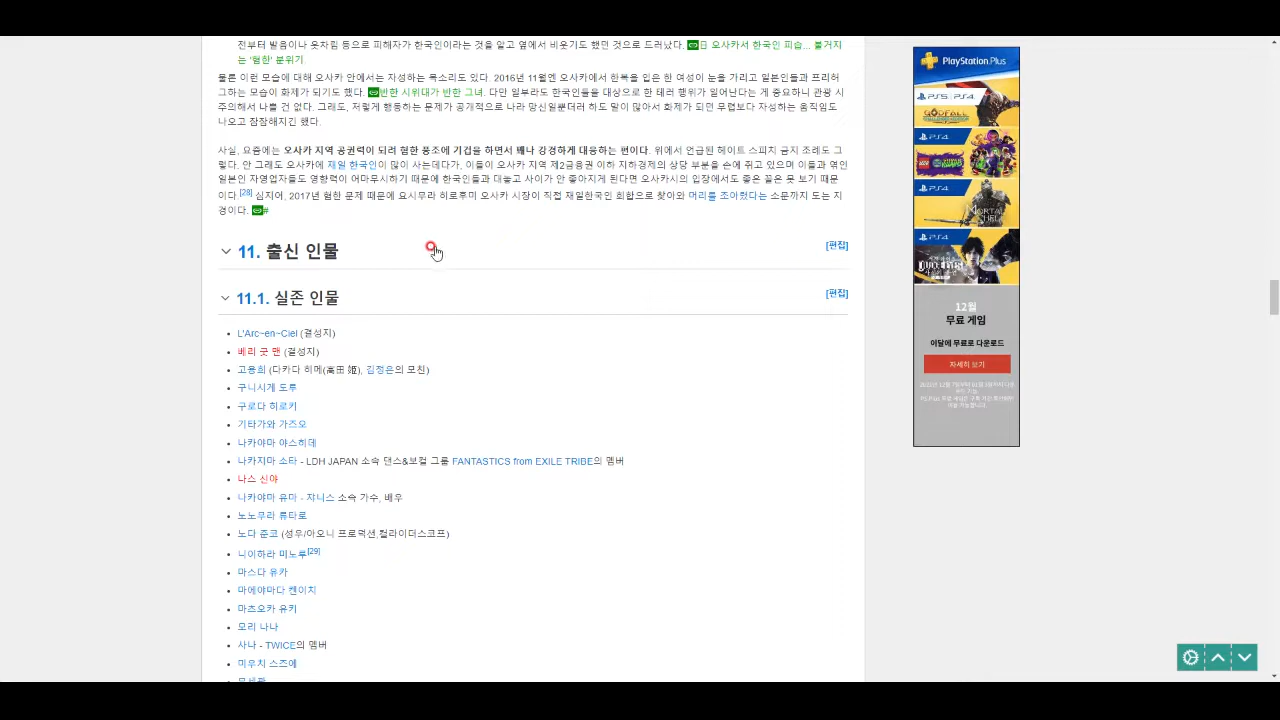 전부터 발음이나 옷차림 등으로 피해자가 한국인이라는 것을 알고 옆에서 비웃기도 했던 것으로 드러났다. 日 오사카서 한국인 피습... 불거지
는 '혐한' 분위기.
물론 이런 모습에 대해 오사카 안에서는 자성하는 목소리도 있다. 2016년 11월엔 오사카에서 한복을 입은 한 여성이 눈을 가리고 일본인들과 프리허
그하는 모습이 화제가 되기도 했다. 반한 시위대가 반한 그녀. 다만 일부라도 한국인들을 대상으로 한 테러 행위가 일어난다는 게 중요하니 관광 시
주의해서 나쁠 건 없다. 그래도, 저렇게 행동하는 문제가 공개적으로 나라 망신일뿐더러 하도 말이 많아서 화제가 되면 무렵보다 자성하는 움직임도
나오고 잠잠해지긴 했다.
사실, 요즘에는 오사카 지역 공권력이 되려 혐한 풍조에 기겁을 하면서 꽤나 강경하게 대응하는 편이다. 위에서 언급된 헤이트 스피치 금지 조례도 그
렇다. 안 그래도 오사카에 재일 한국인이 많이 사는데다가, 이들이 오사카 지역 제2금융권 이하 지하경제의 상당 부분을 손에 쥐고 있으며 이들과 엮인
일본인 자영업자들도 영향력이 어마무시하기 때문에 한국인들과 대놓고 사이가 안 좋아지게 된다면 오사카시의 입장에서도 좋은 꼴은 못 보기 때문
이다.[28] 심지어, 2017년 혐한 문제 때문에 요시무라 히로후미 오사카 시장이 직접 재일한국인 회합으로 찾아와 머리를 조아렸다는 소문까지 도는 지
경이다. #
11. 출신 인물 [편집]
11.1. 실존 인물 [편집]
L'Arc~en~Ciel (결성지)
베리 굿 맨 (결성지)
고용희 (다카다 히메(高田 姫), 김정은의 모친)
구니시게 토루
구로다 히로키
기타가와 가즈오
나카야마 야스히데
나카지마 소타 - LDH JAPAN 소속 댄스&보컬 그룹 FANTASTICS from EXILE TRIBE의 멤버
나스 신야
나카야마 유마 - 쟈니스 소속 가수, 배우
노노무라 류타로
노다 준코 (성우/아오니 프로덕션,컬라이더스코프)
니이하라 미노루[29]
마스다 유카
마에야마다 켄이치
마츠오카 유키
모리 나나
사나 - TWICE의 멤버
미우치 스즈에
PlayStation.Plus
PS5 PS4
GODFALL
PS4
LEGO
PS4
MORTAL SHELL
PS4
12월
무료 게임
이달에 무료로 다운로드
자세히 보기